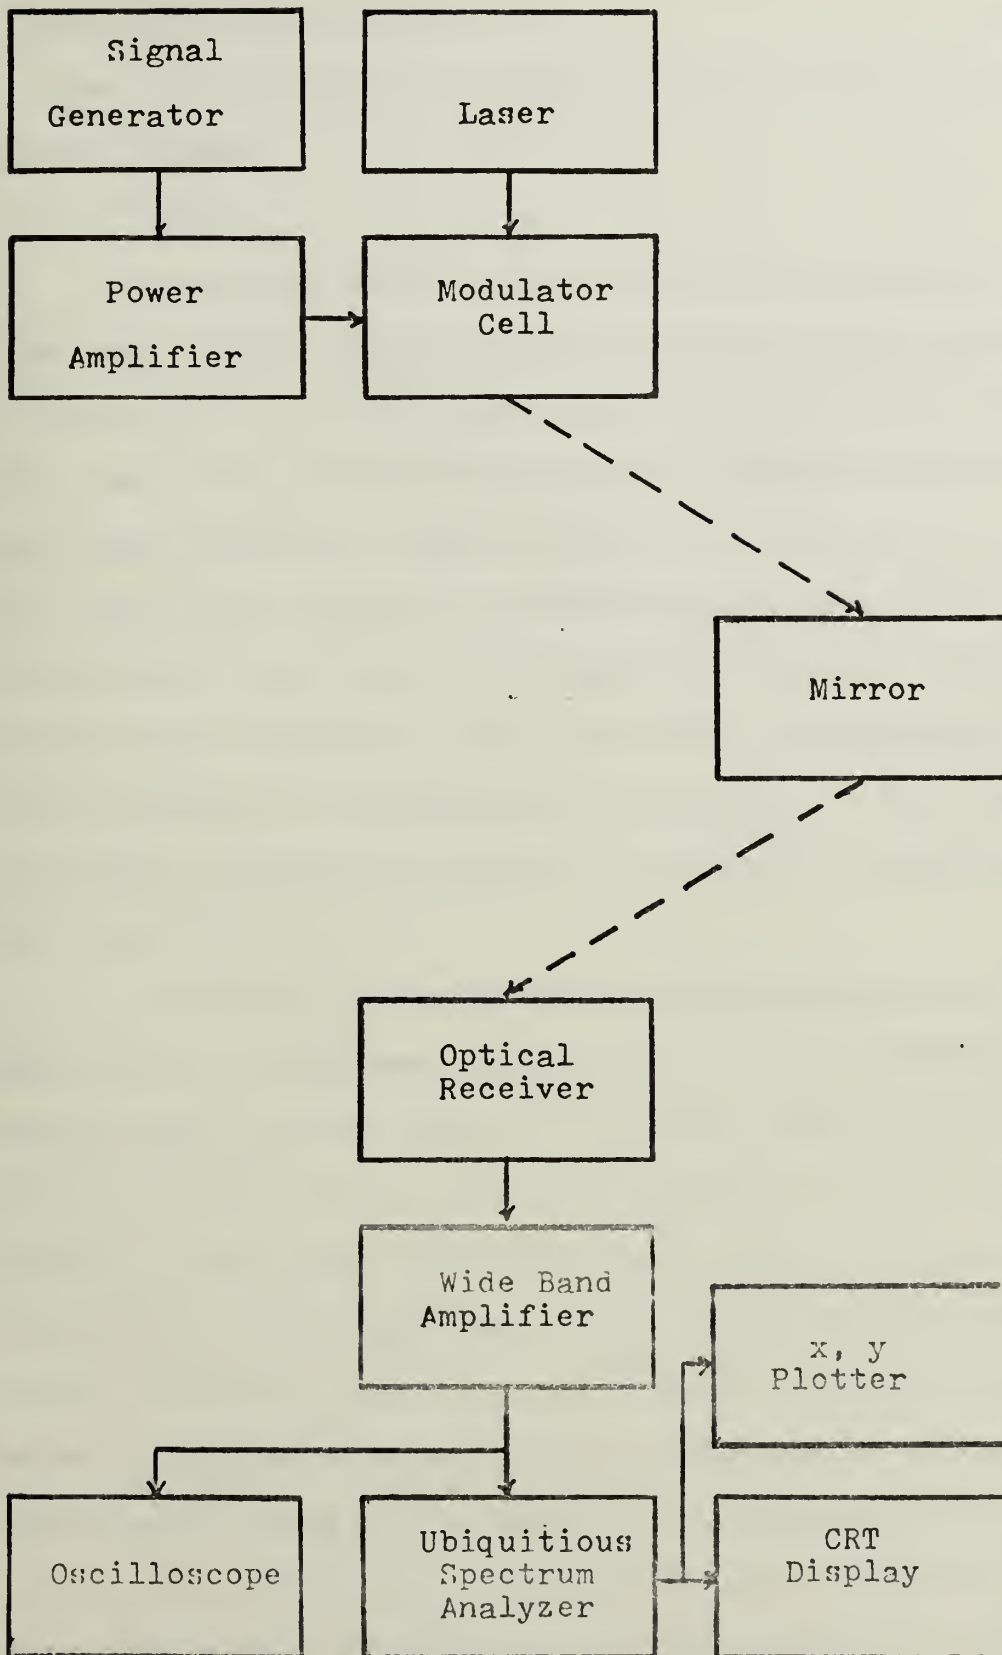 Signal
Generator
Laser
Power
Amplifier
Modulator
Cell
Mirror
Optical
Receiver
Wide Band
Amplifier
x, y
Plotter
Oscilloscope
Ubiquitious
Spectrum
Analyzer
CRT
Display